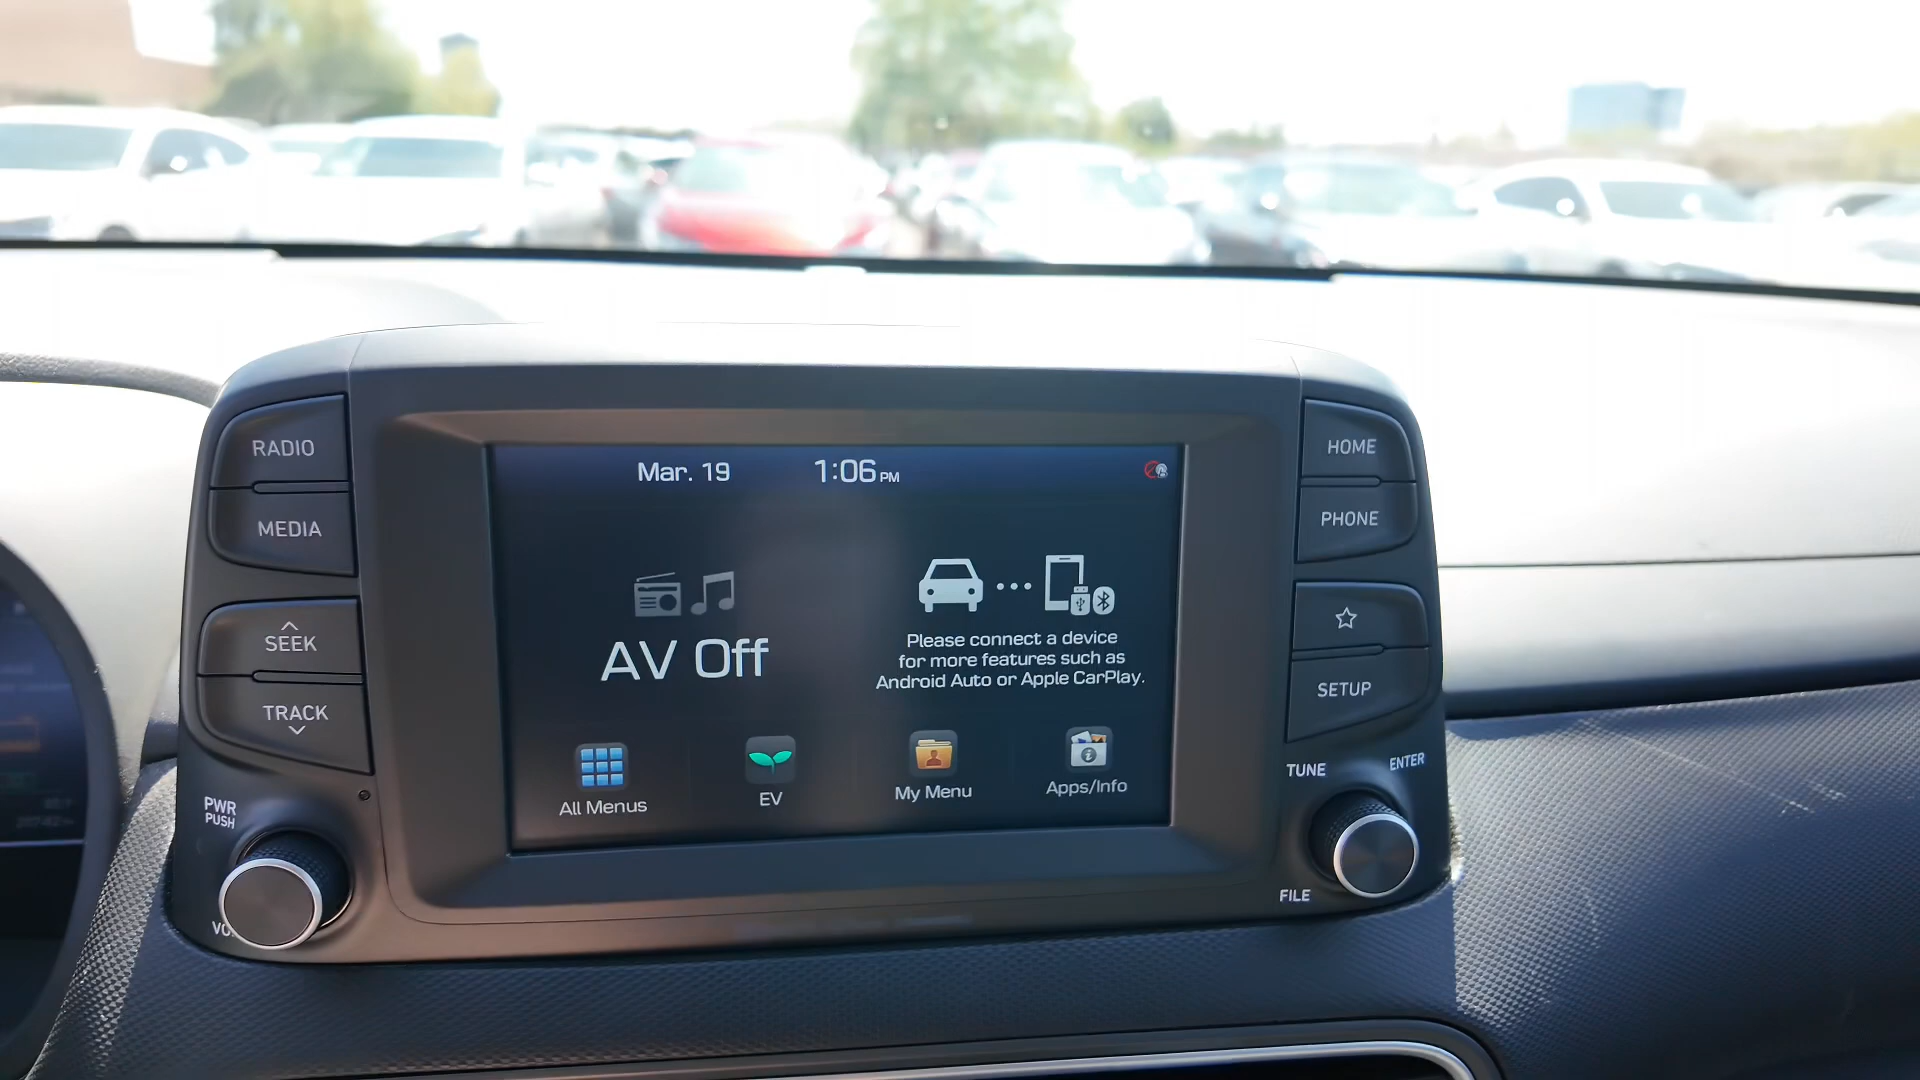 RADIO
MEDIA
SEEK
TRACK
PWR
PUSH
Mar. 19 1:06 PM
AV Off
Please connect a device
for more features such as
Android Auto or Apple CarPlay.
All Menus
EV
My Menu
Apps/Info
HOME
PHONE
SETUP
TUNE
ENTER
FILE